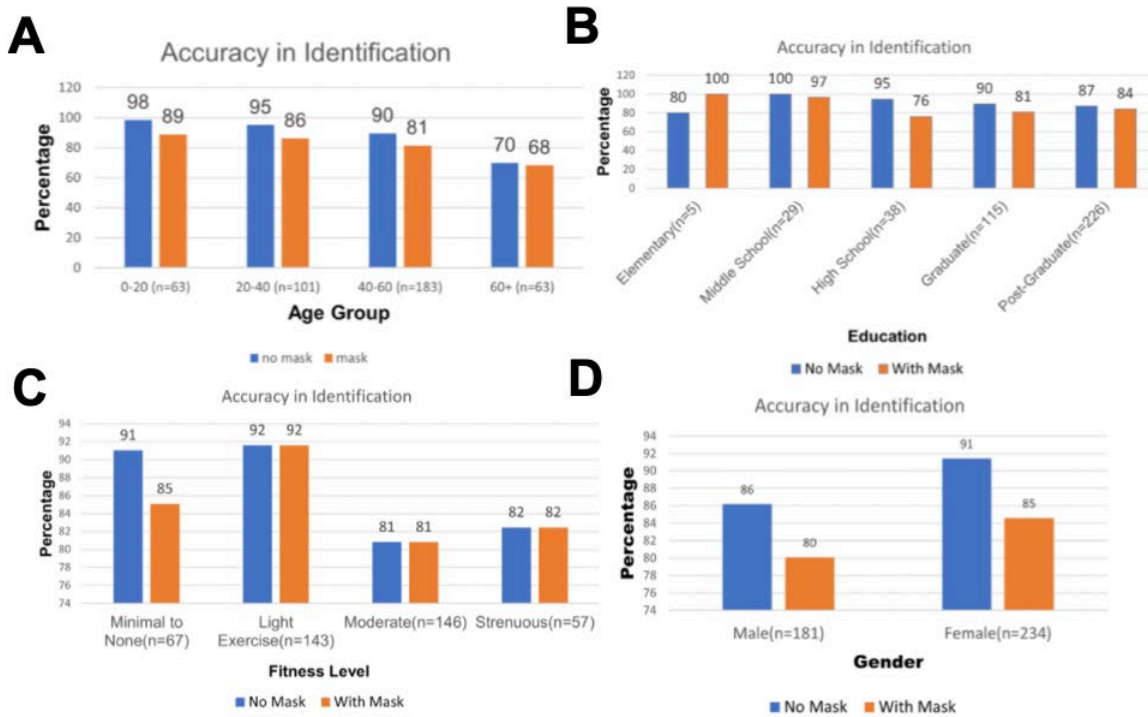 A
Accuracy in Identification
Percentage
120
100
80
60
40
20
0
98 89 95 86 90 81 70 68
0-20 (n=63) 20-40 (n=101) 40-60 (n=183) 60+ (n=63)
Age Group
no mask mask
B
Accuracy in Identification
Percentage
120
100
80
60
40
20
0
80 100 100 97 95 76 90 81 87 84
Elementary(n=5) Middle School(n=29) High School(n=38) Graduate(n=115) Post-Graduate(n=226)
Education
No Mask With Mask
C
Accuracy in Identification
Percentage
94
92
90
88
86
84
82
80
78
76
74
91 85 92 92 81 81 82 82
Minimal to Light Moderate(n=146) Strenuous(n=57)
None(n=67) Exercise(n=143)
Fitness Level
No Mask With Mask
D
Accuracy in Identification
Percentage
94
92
90
88
86
84
82
80
78
76
74
86 80 91 85
Male(n=181) Female(n=234)
Gender
No Mask With Mask